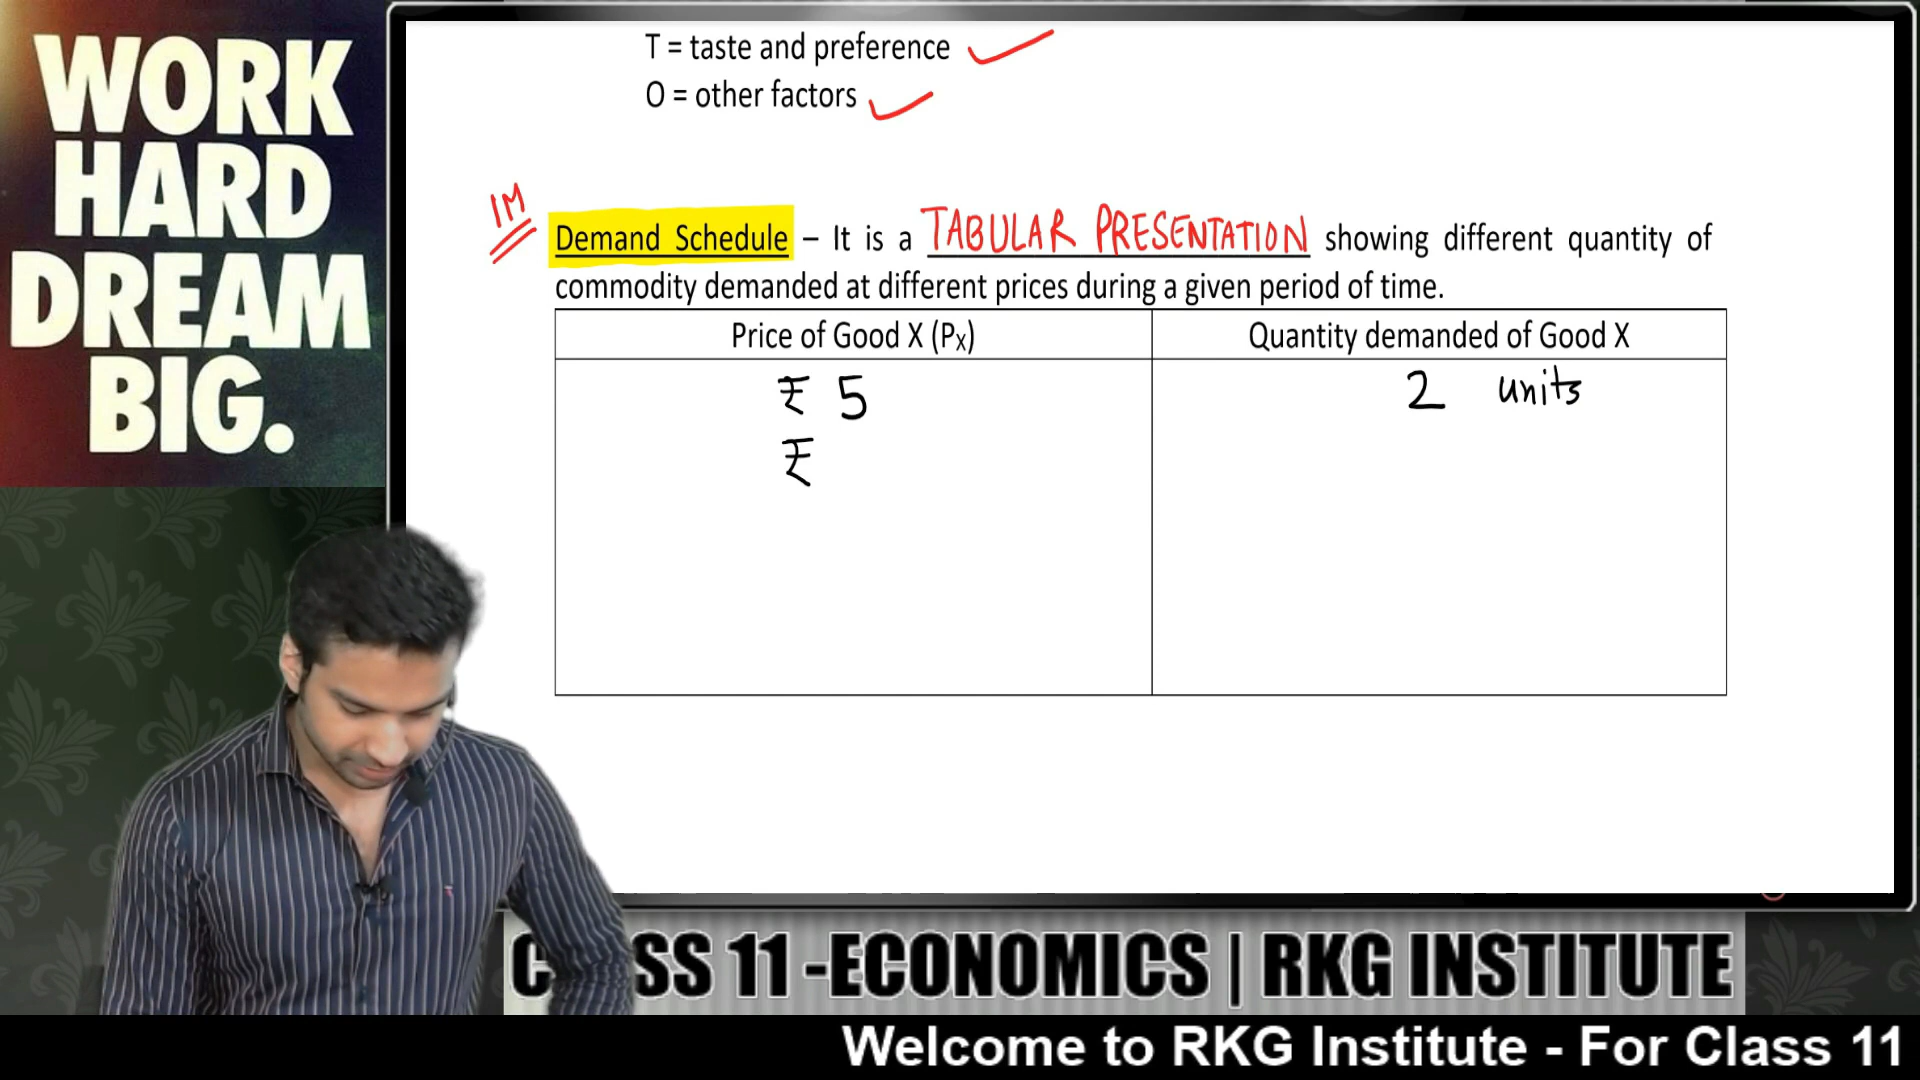 WORK
HARD
DREAM
BIG.
T = taste and preference
O = other factors
1M
Demand Schedule – It is a TABULAR PRESENTATION showing different quantity of
commodity demanded at different prices during a given period of time.
Price of Good X (Pₓ) Quantity demanded of Good X
₹ 5 2 units
₹
SS 11 -ECONOMICS | RKG INSTITUTE
Welcome to RKG Institute - For Class 11